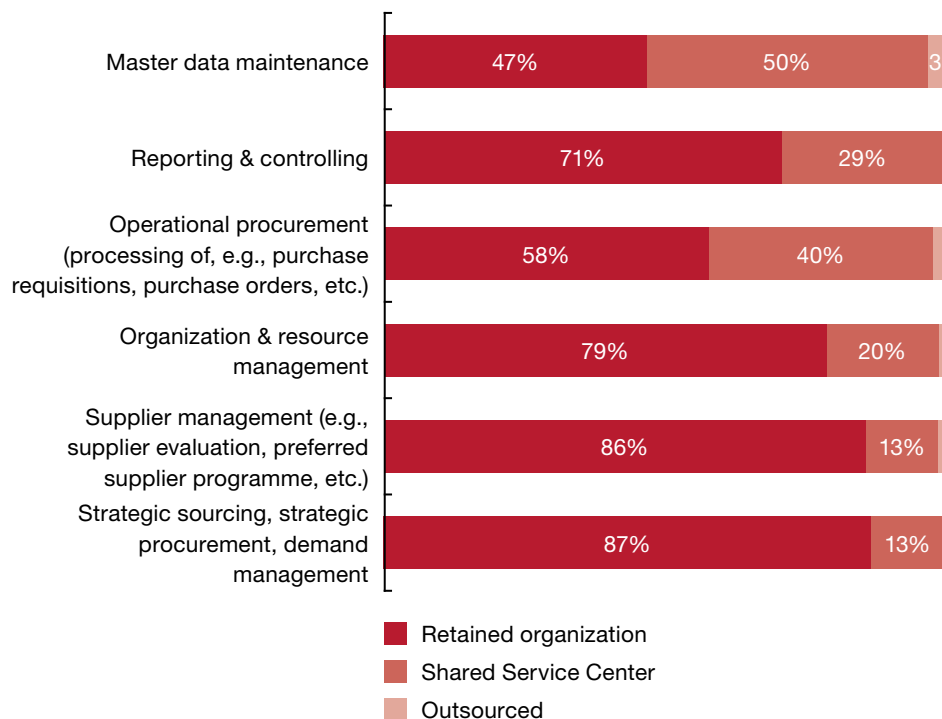 Master data maintenance
47%
50%
3
Reporting & controlling
71%
29%
Operational procurement
(processing of, e.g., purchase
requisitions, purchase orders, etc.)
58%
40%
Organization & resource
management
79%
20%
Supplier management (e.g.,
supplier evaluation, preferred
supplier programme, etc.)
86%
13%
Strategic sourcing, strategic
procurement, demand
management
87%
13%
Retained organization
Shared Service Center
Outsourced